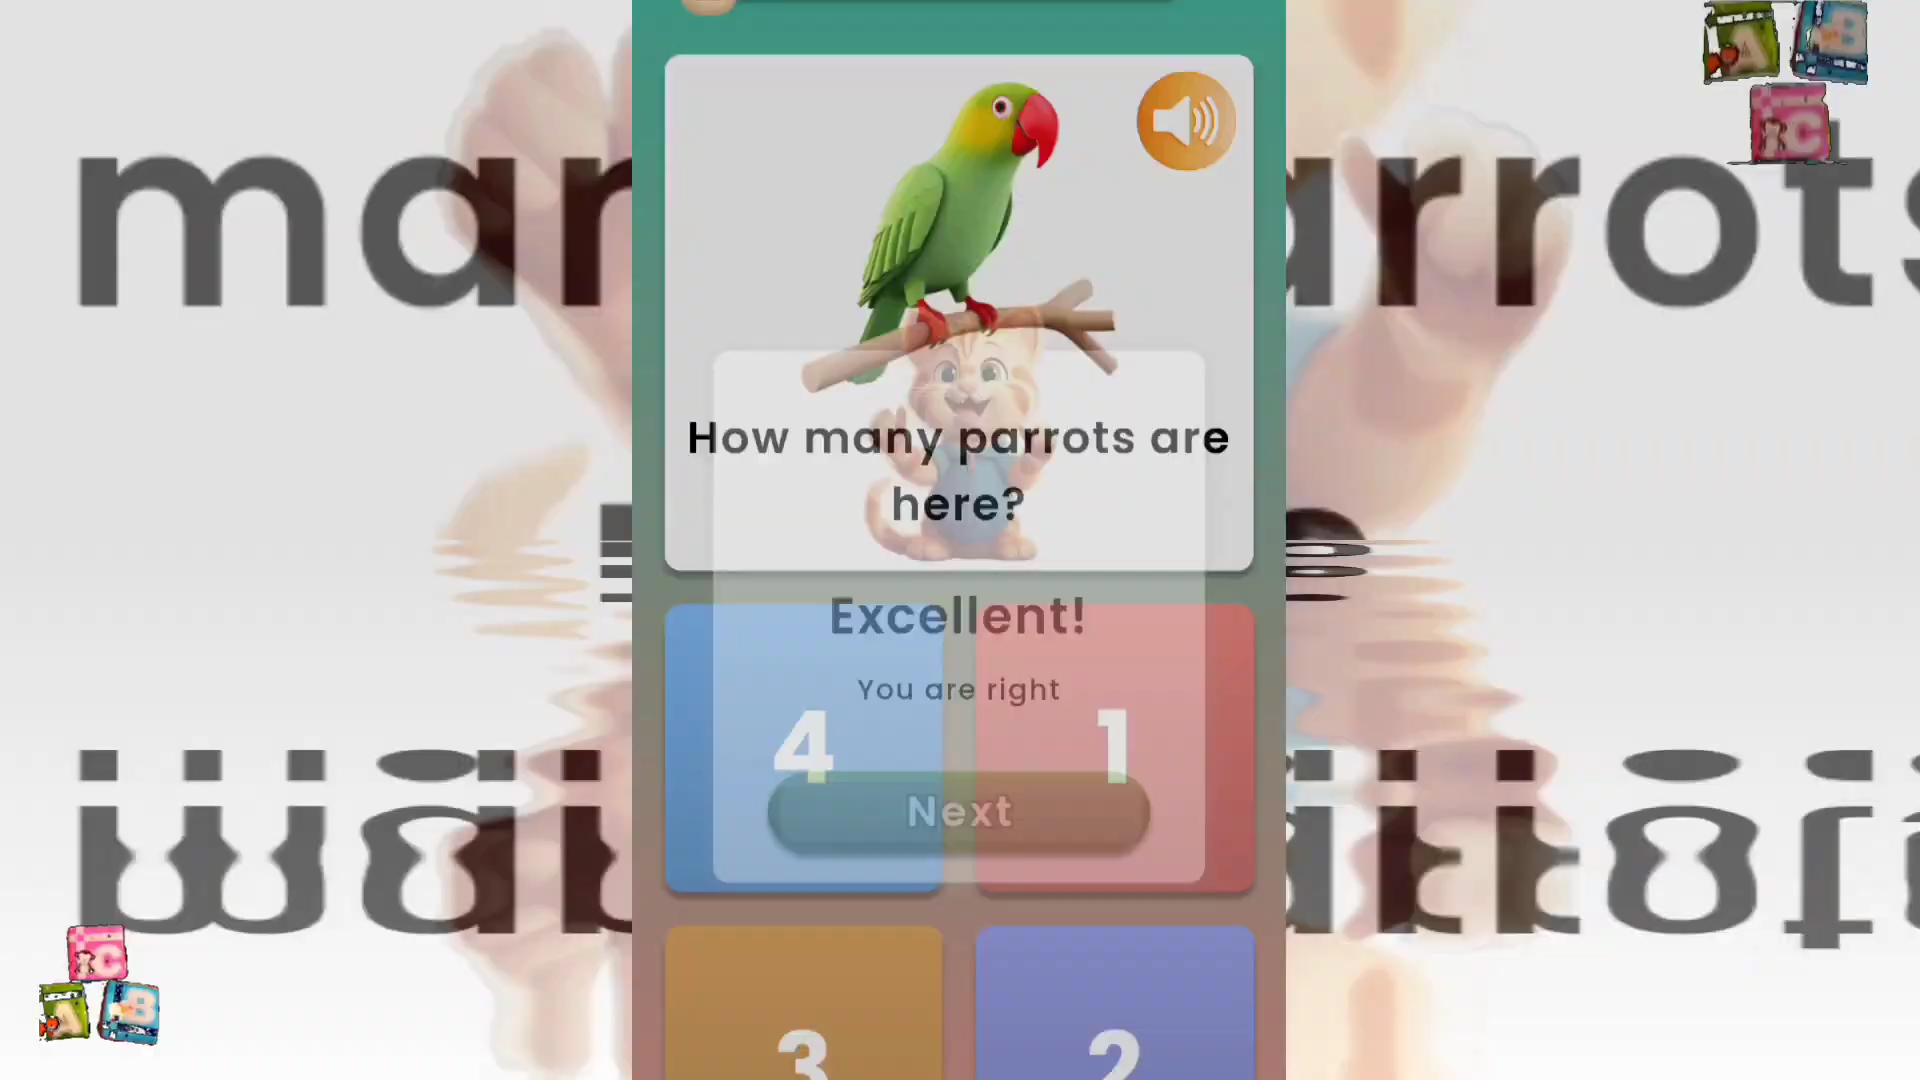 How many parrots are
here?
Excellent!
You are right
4
1
Next
3
2
A
B
C
C
A
B